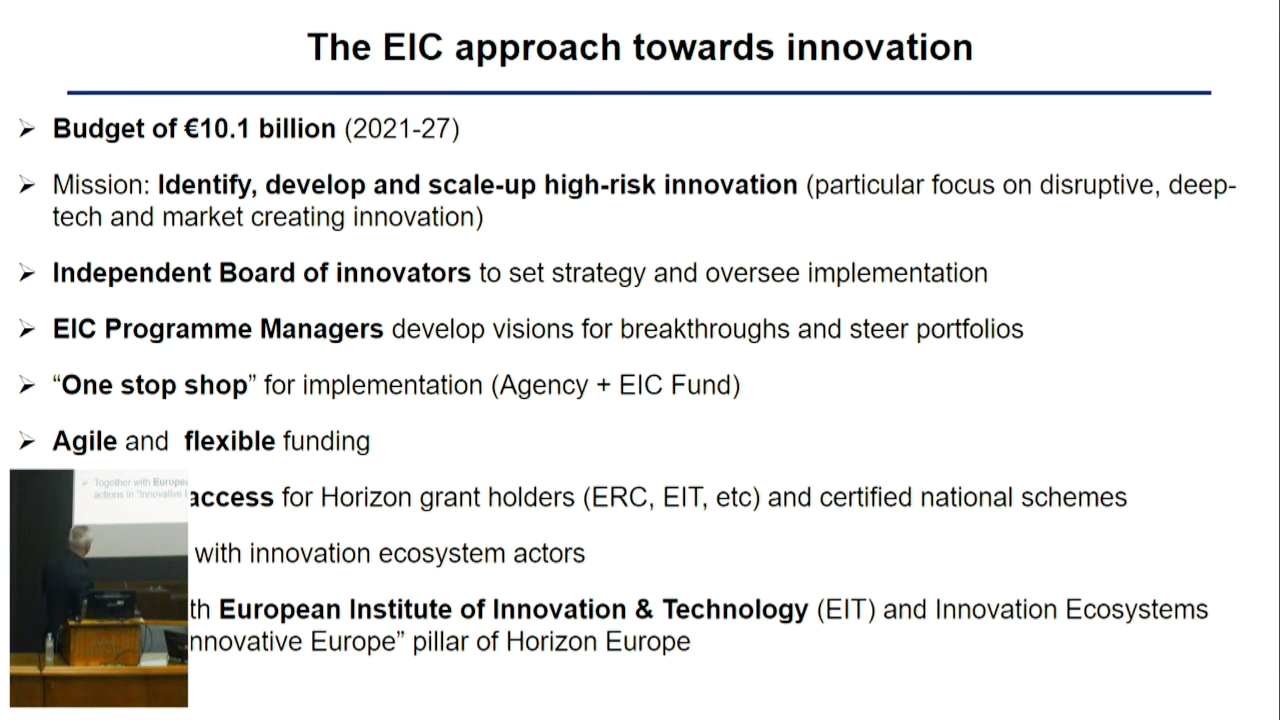 The EIC approach towards innovation
➢ Budget of €10.1 billion (2021-27)
➢ Mission: Identify, develop and scale-up high-risk innovation (particular focus on disruptive, deep-
tech and market creating innovation)
➢ Independent Board of innovators to set strategy and oversee implementation
➢ EIC Programme Managers develop visions for breakthroughs and steer portfolios
➢ “One stop shop” for implementation (Agency + EIC Fund)
➢ Agile and flexible funding
access for Horizon grant holders (ERC, EIT, etc) and certified national schemes
with innovation ecosystem actors
th European Institute of Innovation & Technology (EIT) and Innovation Ecosystems
nnovative Europe” pillar of Horizon Europe
➢ Together with Europe
actions in "Innovative